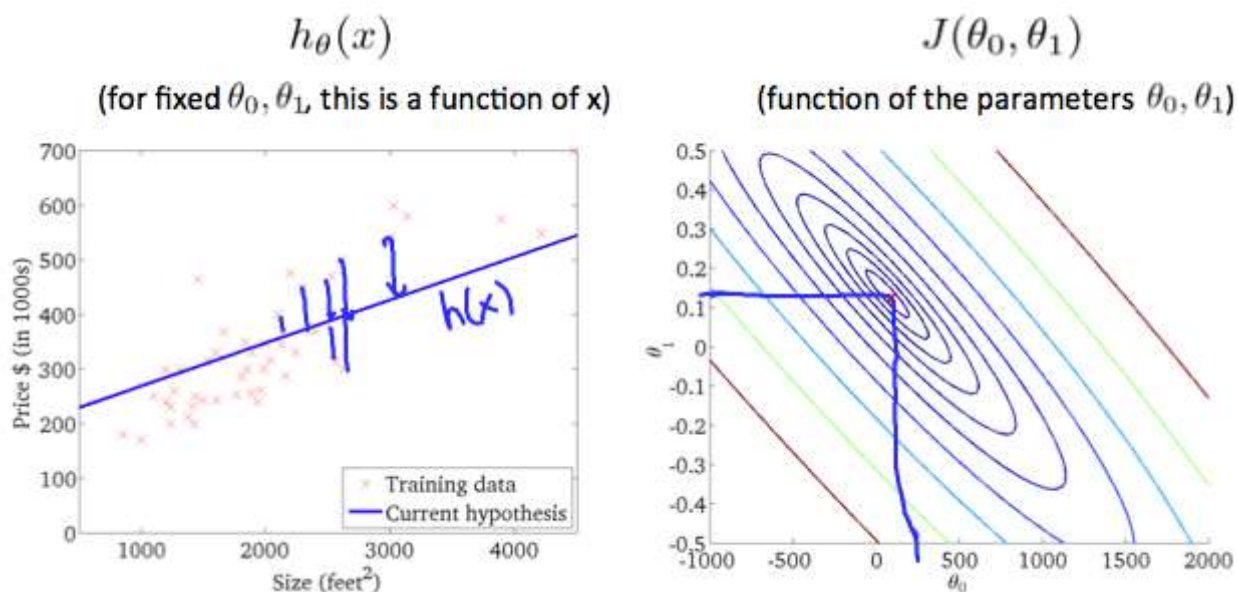 hθ(x)
(for fixed θ0, θ1, this is a function of x)
700
600
500
400
300
200
100
0
Price $ (in 1000s)
1000
2000
3000
4000
Size (feet²)
h(x)
Training data
Current hypothesis
J(θ0, θ1)
(function of the parameters θ0, θ1)
0.5
0.4
0.3
0.2
0.1
0
-0.1
-0.2
-0.3
-0.4
-0.5
θ1
-1000
-500
0
500
1000
1500
2000
θ0